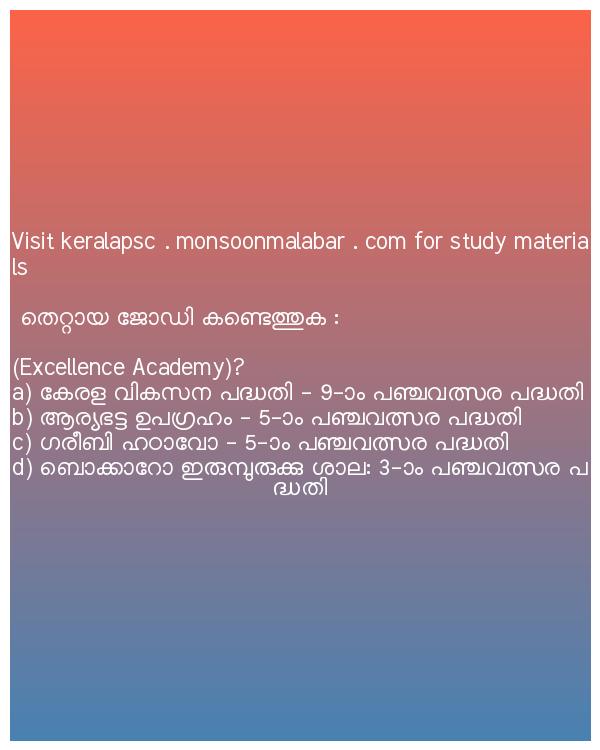 Visit keralapsc . monsoonmalabar . com for study materia
ls
തെറ്റായ ജോഡി കണ്ടെത്തുക :
(Excellence Academy)?
a) കേരള വികസന പദ്ധതി - 9-ാം പഞ്ചവത്സര പദ്ധതി
b) ആര്യഭട്ട ഉപഗ്രഹം - 5-ാം പഞ്ചവത്സര പദ്ധതി
c) ഗരീബി ഹഠാവോ - 5-ാം പഞ്ചവത്സര പദ്ധതി
d) ബൊക്കാറോ ഇരുമ്പുരുക്കു ശാല: 3-ാം പഞ്ചവത്സര പ
ദ്ധതി